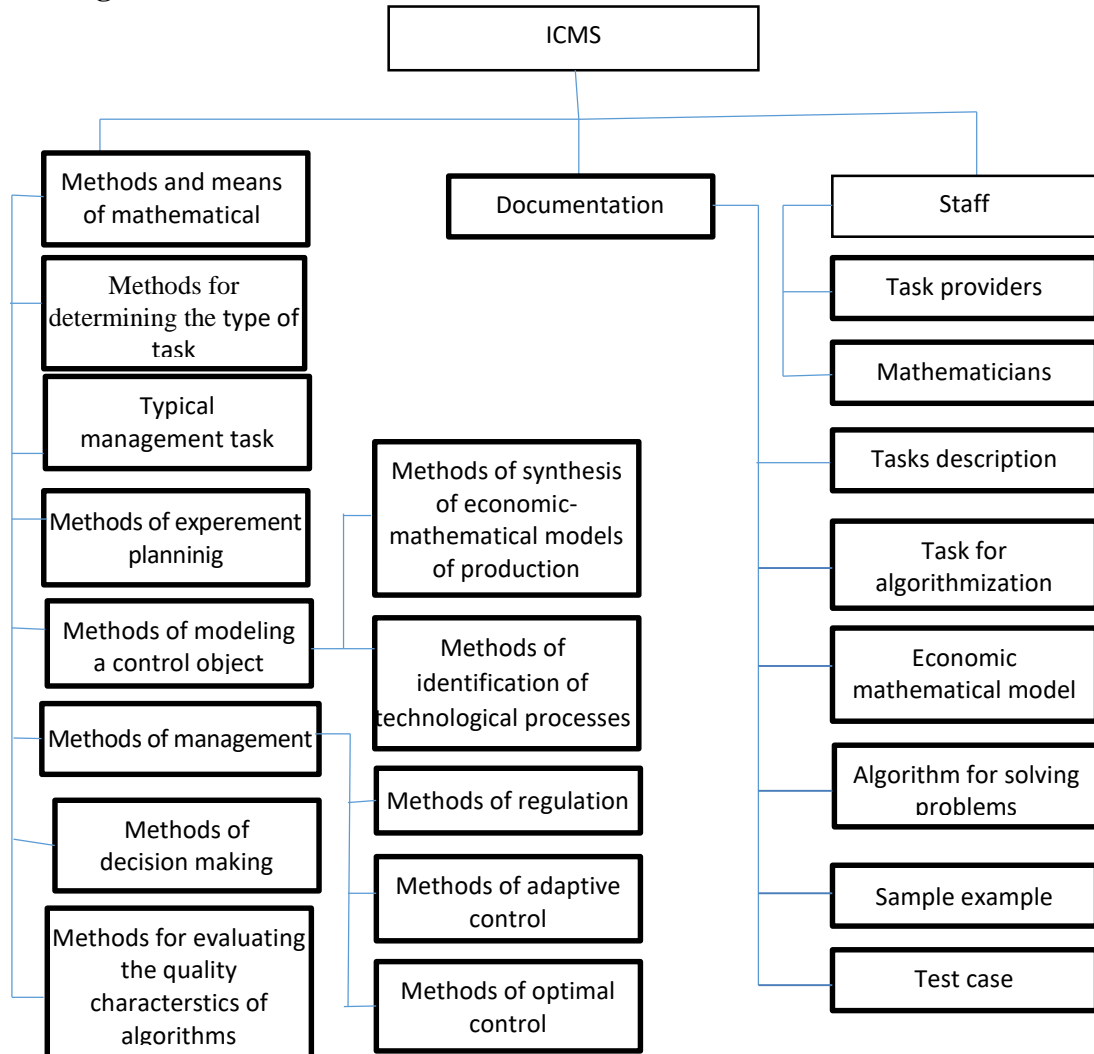 ICMS
Methods and means
of mathematical
Methods for
determining the type of
task
Typical
management task
Methods of experement
planninig
Methods of modeling
a control object
Methods of management
Methods of
decision making
Methods for evaluating
the quality
characterstics of
algorithms
Methods of synthesis
of economic-
mathematical models
of production
Methods of
identification of
technological processes
Methods of regulation
Methods of adaptive
control
Methods of optimal
control
Documentation
Staff
Task providers
Mathematicians
Tasks description
Task for
algorithmization
Economic
mathematical model
Algorithm for solving
problems
Sample example
Test case